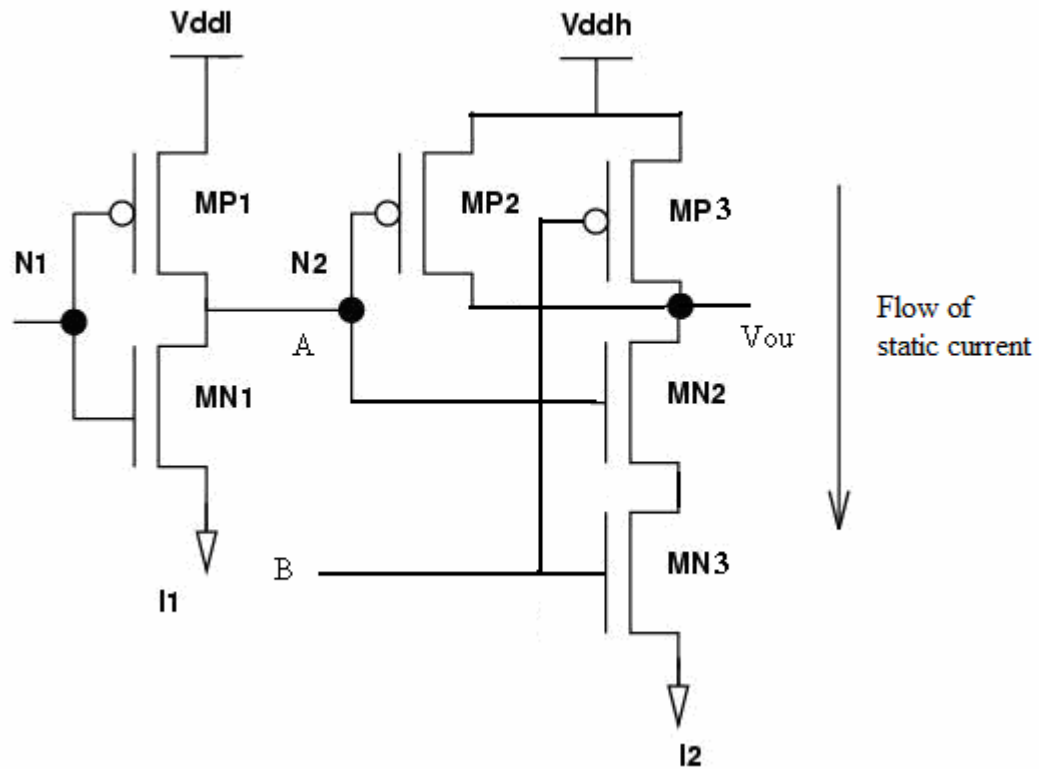 Vddl
Vddh
MP1
MP2
MP3
N1
N2
A
Vou
Flow of
static current
MN1
MN2
B
MN3
I1
I2